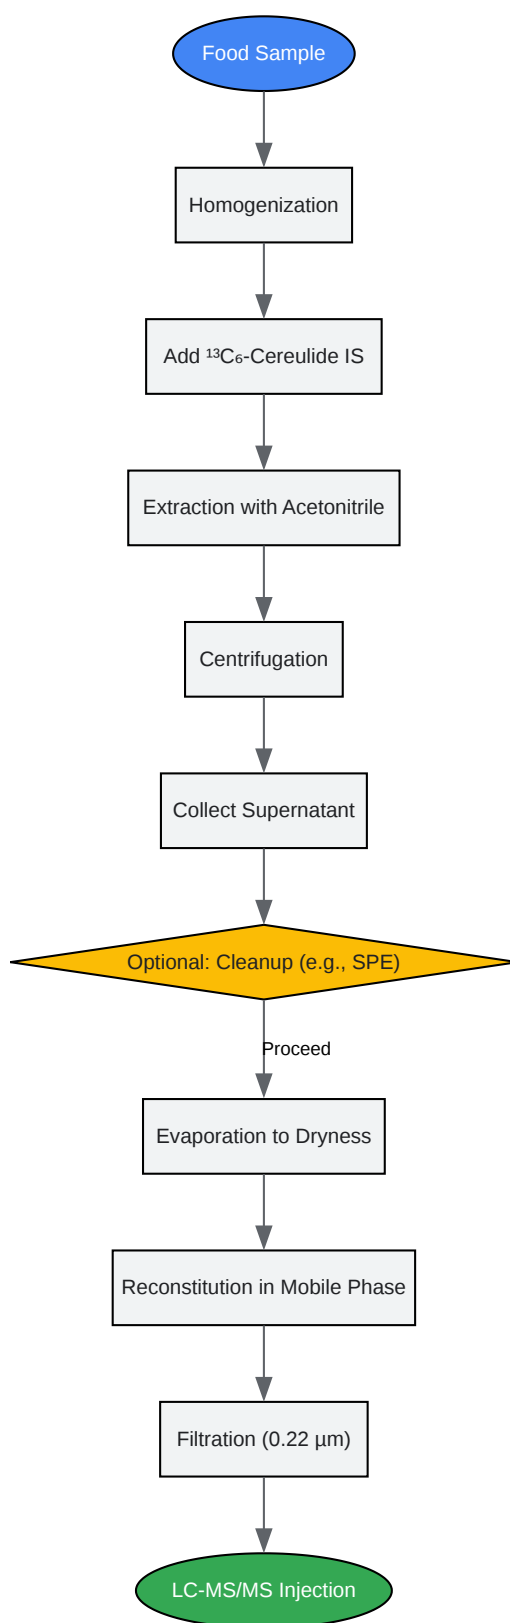 Food Sample
Homogenization
Add ¹³C₆-Cereulide IS
Extraction with Acetonitrile
Centrifugation
Collect Supernatant
Optional: Cleanup (e.g., SPE)
Proceed
Evaporation to Dryness
Reconstitution in Mobile Phase
Filtration (0.22 µm)
LC-MS/MS Injection